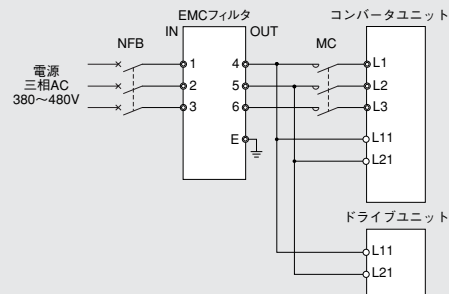 EMCフィルタ
コンバータユニット
IN
OUT
NFB
MC
電源
三相AC
380～480V
1
2
3
4
5
6
E
L1
L2
L3
L11
L21
ドライブユニット
L11
L21